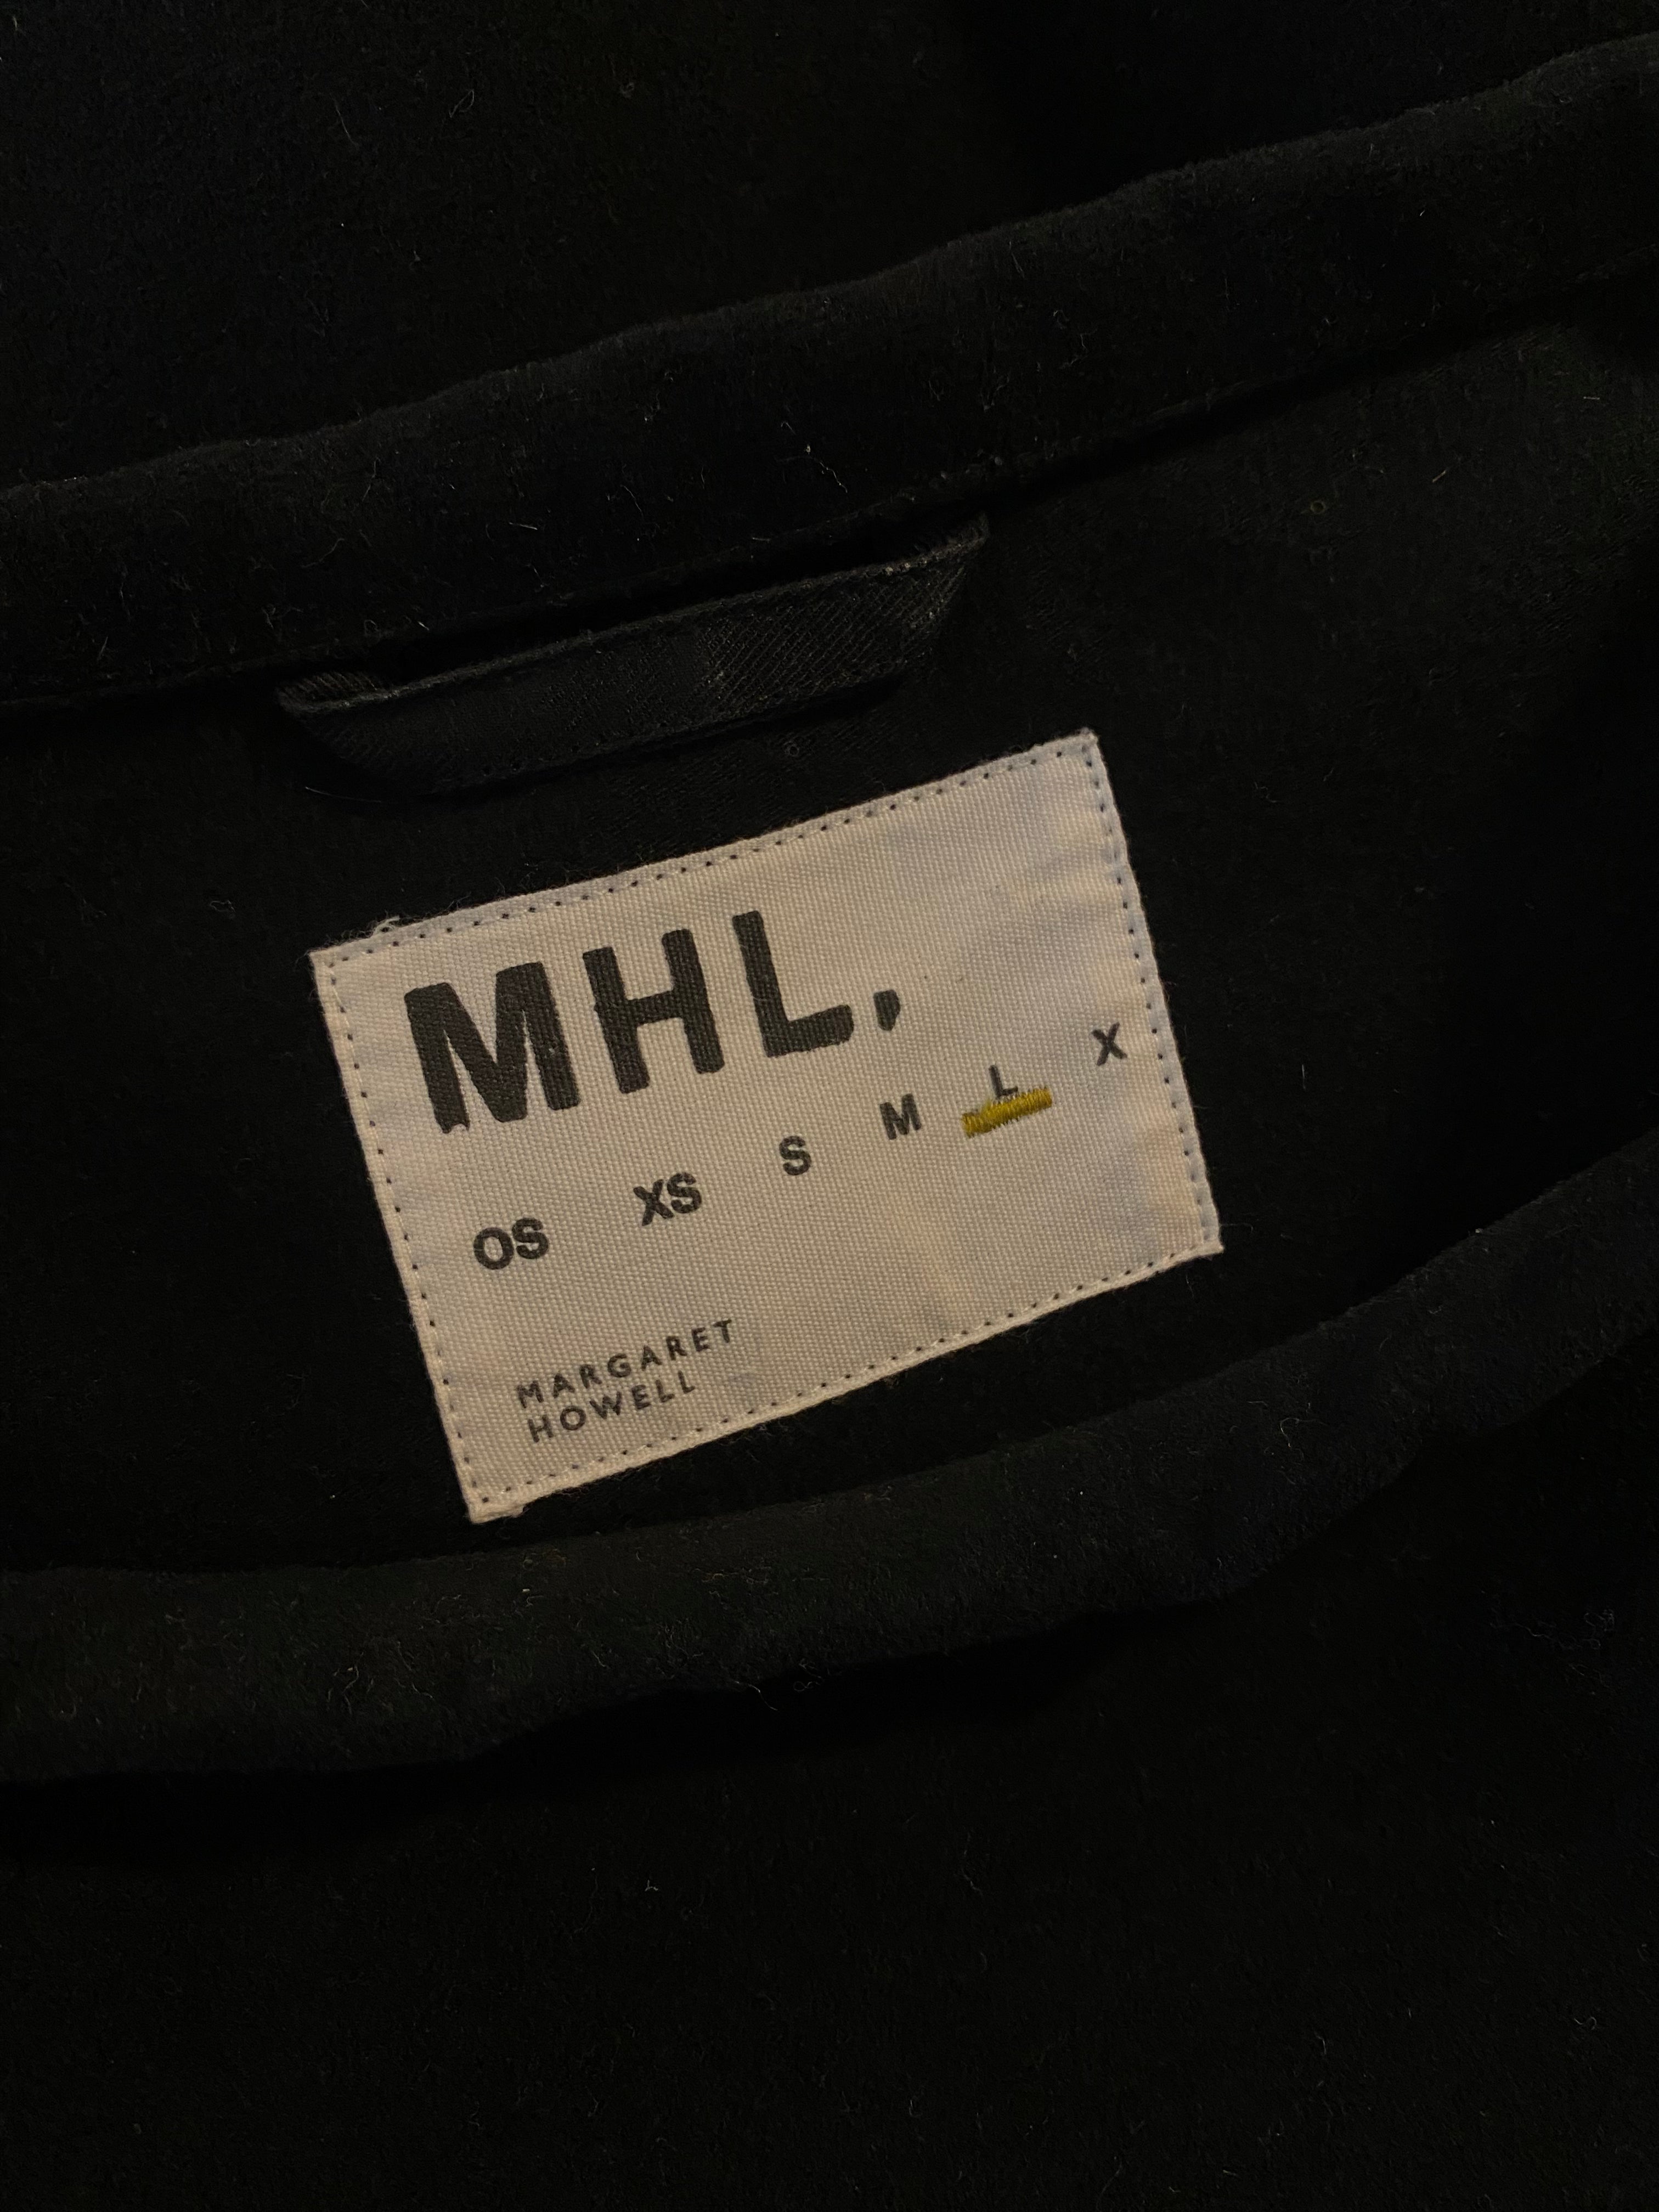 MHL.
OS XS S M L X
MARGARET
HOWELL